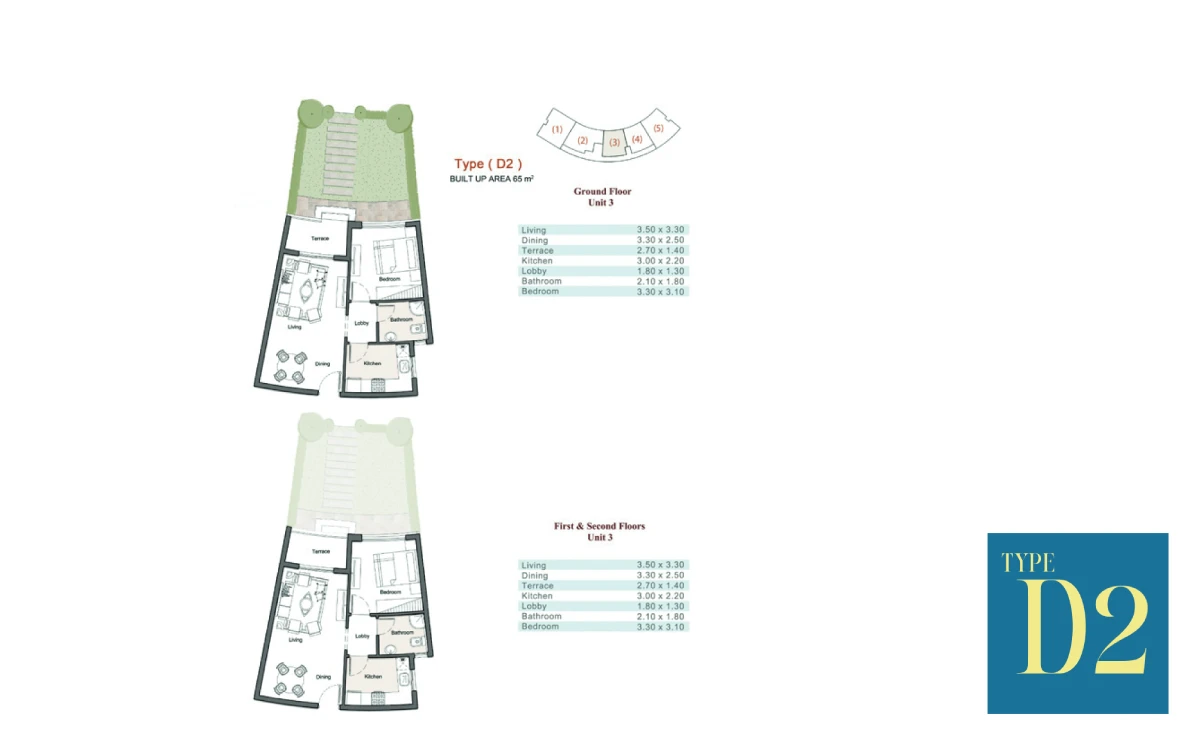 (1)
(2)
(3)
(4)
(5)
Type ( D2 )
BUILT UP AREA 65 m²
Ground Floor
Unit 3
Living 3.50 x 3.30
Dining 3.30 x 2.50
Terrace 2.70 x 1.40
Kitchen 3.00 x 2.20
Lobby 1.80 x 1.30
Bathroom 2.10 x 1.80
Bedroom 3.30 x 3.10
Terrace
Bedroom
Living
Lobby
Bathroom
Dining
Kitchen
First & Second Floors
Unit 3
Living 3.50 x 3.30
Dining 3.30 x 2.50
Terrace 2.70 x 1.40
Kitchen 3.00 x 2.20
Lobby 1.80 x 1.30
Bathroom 2.10 x 1.80
Bedroom 3.30 x 3.10
Terrace
Bedroom
Living
Lobby
Bathroom
Dining
Kitchen
TYPE
D2